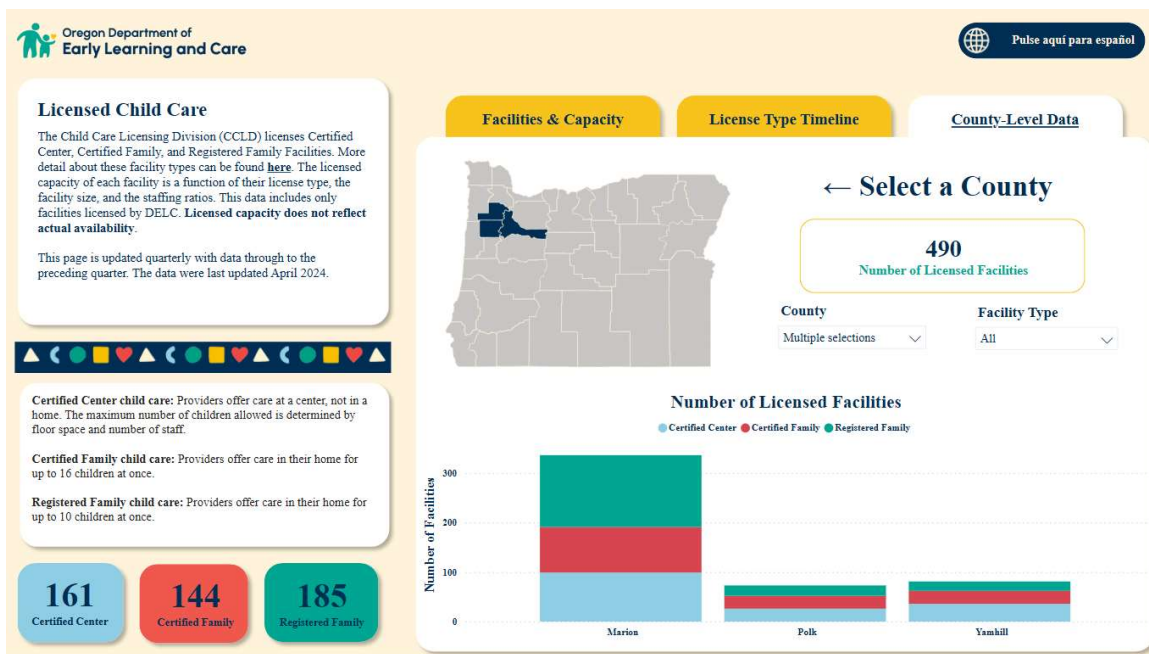 Oregon Department of
Early Learning and Care
Pulse aquí para español
Licensed Child Care
The Child Care Licensing Division (CCLD) licenses Certified
Center, Certified Family, and Registered Family Facilities. More
detail about these facility types can be found here. The licensed
capacity of each facility is a function of their license type, the
facility size, and the staffing ratios. This data includes only
facilities licensed by DELC. Licensed capacity does not reflect
actual availability.
This page is updated quarterly with data through to the
preceding quarter. The data were last updated April 2024.
Certified Center child care: Providers offer care at a center, not in a
home. The maximum number of children allowed is determined by
floor space and number of staff.
Certified Family child care: Providers offer care in their home for
up to 16 children at once.
Registered Family child care: Providers offer care in their home for
up to 10 children at once.
161
Certified Center
144
Certified Family
185
Registered Family
Facilities & Capacity
License Type Timeline
County-Level Data
← Select a County
490
Number of Licensed Facilities
County
Multiple selections
Facility Type
All
Number of Licensed Facilities
Certified Center Certified Family Registered Family
Number of Facilities
300
200
100
0
Marion
Polk
Yamhill